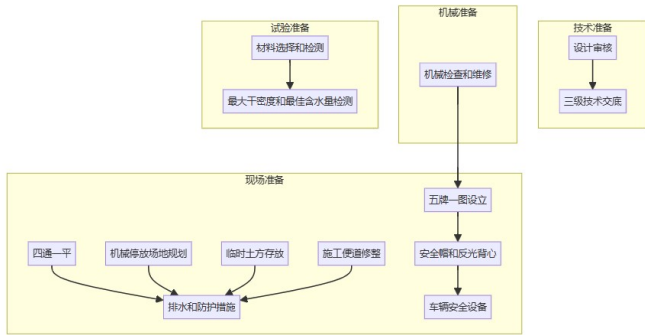 试验准备
材料选择和检测
最大干密度和最佳含水量检测
机械准备
机械检查和维修
技术准备
设计审核
三级技术交底
现场准备
五牌一图设立
四通一平
机械停放场地规划
临时土方存放
施工便道修整
安全帽和反光背心
排水和防护措施
车辆安全设备